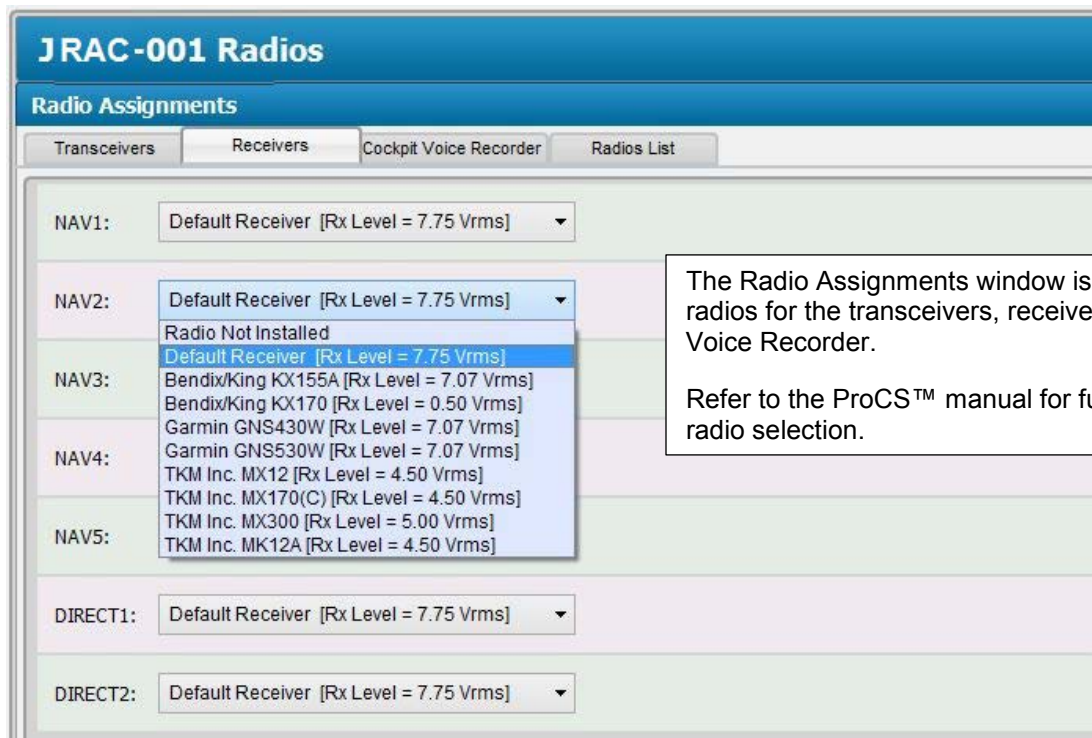 JRAC-001 Radios
Radio Assignments
Transceivers Receivers Cockpit Voice Recorder Radios List
NAV1: Default Receiver [Rx Level = 7.75 Vrms]
NAV2: Default Receiver [Rx Level = 7.75 Vrms]
Radio Not Installed
Default Receiver [Rx Level = 7.75 Vrms]
NAV3:
Bendix/King KX155A [Rx Level = 7.07 Vrms]
Bendix/King KX170 [Rx Level = 0.50 Vrms]
Garmin GNS430W [Rx Level = 7.07 Vrms]
NAV4:
Garmin GNS530W [Rx Level = 7.07 Vrms]
TKM Inc. MX12 [Rx Level = 4.50 Vrms]
TKM Inc. MX170(C) [Rx Level = 4.50 Vrms]
NAV5:
TKM Inc. MX300 [Rx Level = 5.00 Vrms]
TKM Inc. MK12A [Rx Level = 4.50 Vrms]
DIRECT1: Default Receiver [Rx Level = 7.75 Vrms]
DIRECT2: Default Receiver [Rx Level = 7.75 Vrms]
The Radio Assignments window is
radios for the transceivers, receive
Voice Recorder.
Refer to the ProCS™ manual for fu
radio selection.